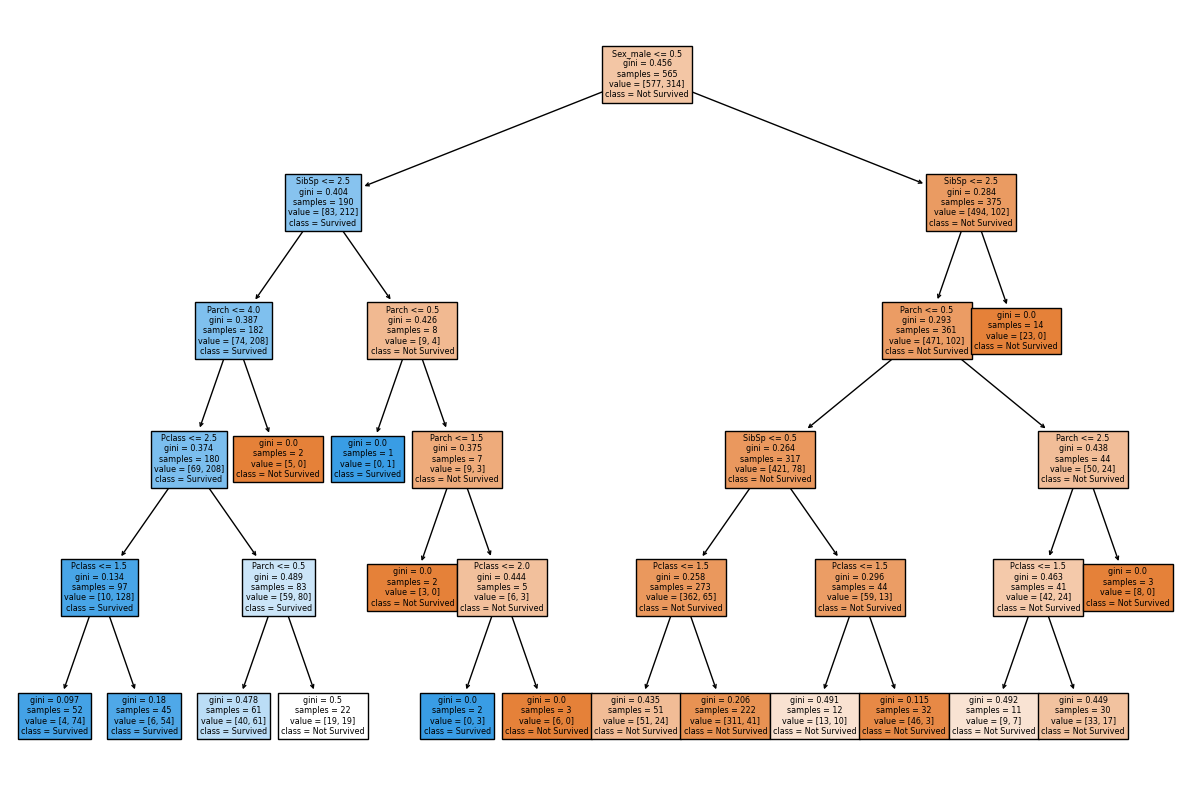 Sex_male <= 0.5
gini = 0.456
samples = 565
value = [577, 314]
class = Not Survived
SibSp <= 2.5
gini = 0.404
samples = 190
value = [83, 212]
class = Survived
SibSp <= 2.5
gini = 0.284
samples = 375
value = [494, 102]
class = Not Survived
Parch <= 4.0
gini = 0.387
samples = 182
value = [74, 208]
class = Survived
Parch <= 0.5
gini = 0.426
samples = 8
value = [9, 4]
class = Not Survived
Parch <= 0.5
gini = 0.293
samples = 361
value = [471, 102]
class = Not Survived
gini = 0.0
samples = 14
value = [23, 0]
class = Not Survived
Pclass <= 2.5
gini = 0.374
samples = 180
value = [69, 208]
class = Survived
gini = 0.0
samples = 2
value = [5, 0]
class = Not Survived
gini = 0.0
samples = 1
value = [0, 1]
class = Survived
Parch <= 1.5
gini = 0.375
samples = 7
value = [9, 3]
class = Not Survived
SibSp <= 0.5
gini = 0.264
samples = 317
value = [421, 78]
class = Not Survived
Parch <= 2.5
gini = 0.438
samples = 44
value = [50, 24]
class = Not Survived
Pclass <= 1.5
gini = 0.134
samples = 97
value = [10, 128]
class = Survived
Parch <= 0.5
gini = 0.489
samples = 83
value = [59, 80]
class = Survived
gini = 0.0
samples = 2
value = [3, 0]
class = Not Survived
Pclass <= 2.0
gini = 0.444
samples = 5
value = [6, 3]
class = Not Survived
Pclass <= 1.5
gini = 0.258
samples = 273
value = [362, 65]
class = Not Survived
Pclass <= 1.5
gini = 0.296
samples = 44
value = [59, 13]
class = Not Survived
Pclass <= 1.5
gini = 0.463
samples = 41
value = [42, 24]
class = Not Survived
gini = 0.0
samples = 3
value = [8, 0]
class = Not Survived
gini = 0.097
samples = 52
value = [4, 74]
class = Survived
gini = 0.18
samples = 45
value = [6, 54]
class = Survived
gini = 0.478
samples = 61
value = [40, 61]
class = Survived
gini = 0.5
samples = 22
value = [19, 19]
class = Not Survived
gini = 0.0
samples = 2
value = [0, 3]
class = Survived
gini = 0.0
samples = 3
value = [6, 0]
class = Not Survived
gini = 0.435
samples = 51
value = [51, 24]
class = Not Survived
gini = 0.206
samples = 222
value = [311, 41]
class = Not Survived
gini = 0.491
samples = 12
value = [13, 10]
class = Not Survived
gini = 0.115
samples = 32
value = [46, 3]
class = Not Survived
gini = 0.492
samples = 11
value = [9, 7]
class = Not Survived
gini = 0.449
samples = 30
value = [33, 17]
class = Not Survived